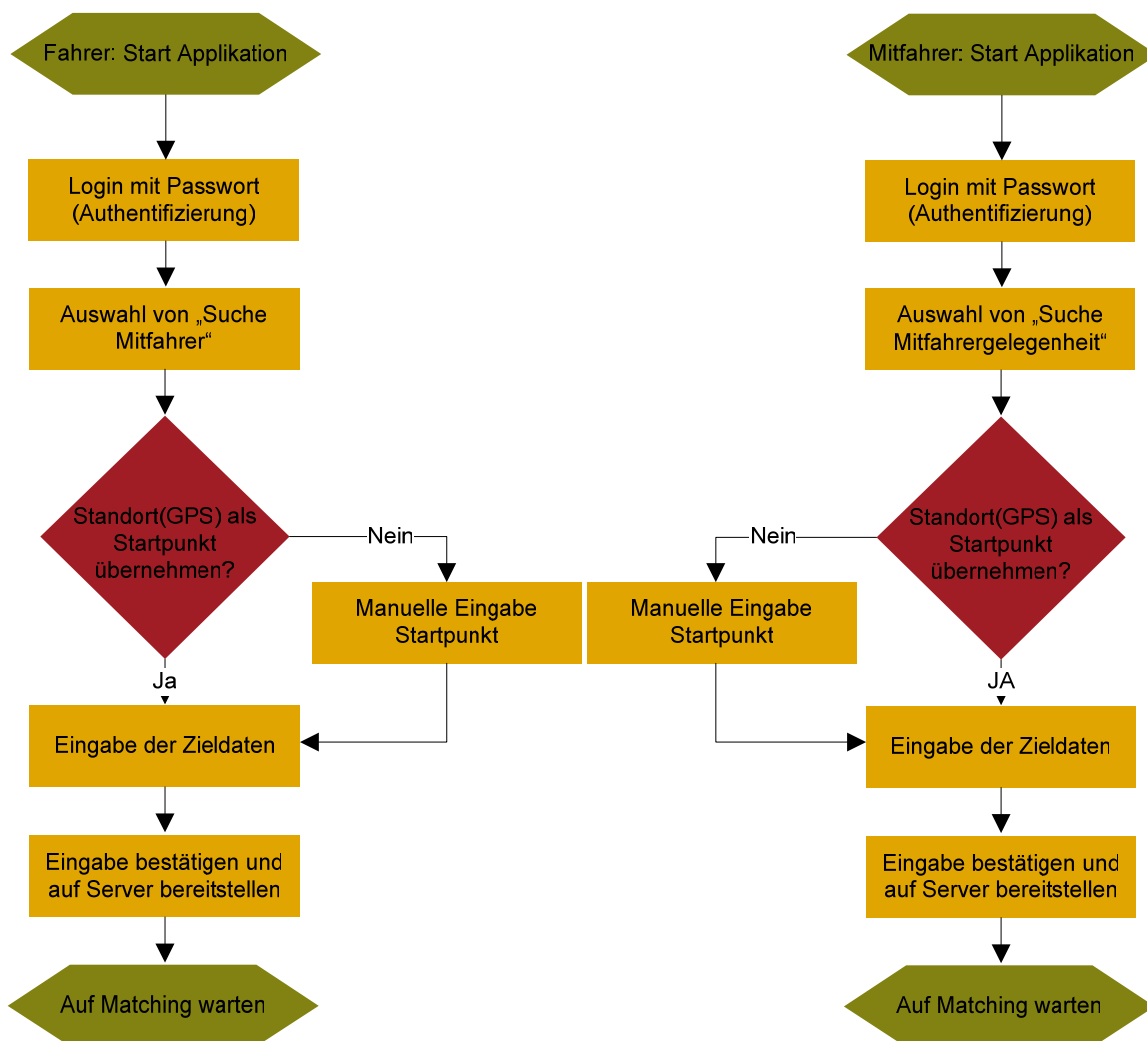 Fahrer: Start Applikation
Login mit Passwort
(Authentifizierung)
Auswahl von „Suche
Mitfahrer“
Standort(GPS) als
Startpunkt
übernehmen?
Nein
Manuelle Eingabe
Startpunkt
Ja
Eingabe der Zieldaten
Eingabe bestätigen und
auf Server bereitstellen
Auf Matching warten
Mitfahrer: Start Applikation
Login mit Passwort
(Authentifizierung)
Auswahl von „Suche
Mitfahrergelegenheit“
Standort(GPS) als
Startpunkt
übernehmen?
Nein
Manuelle Eingabe
Startpunkt
JA
Eingabe der Zieldaten
Eingabe bestätigen und
auf Server bereitstellen
Auf Matching warten